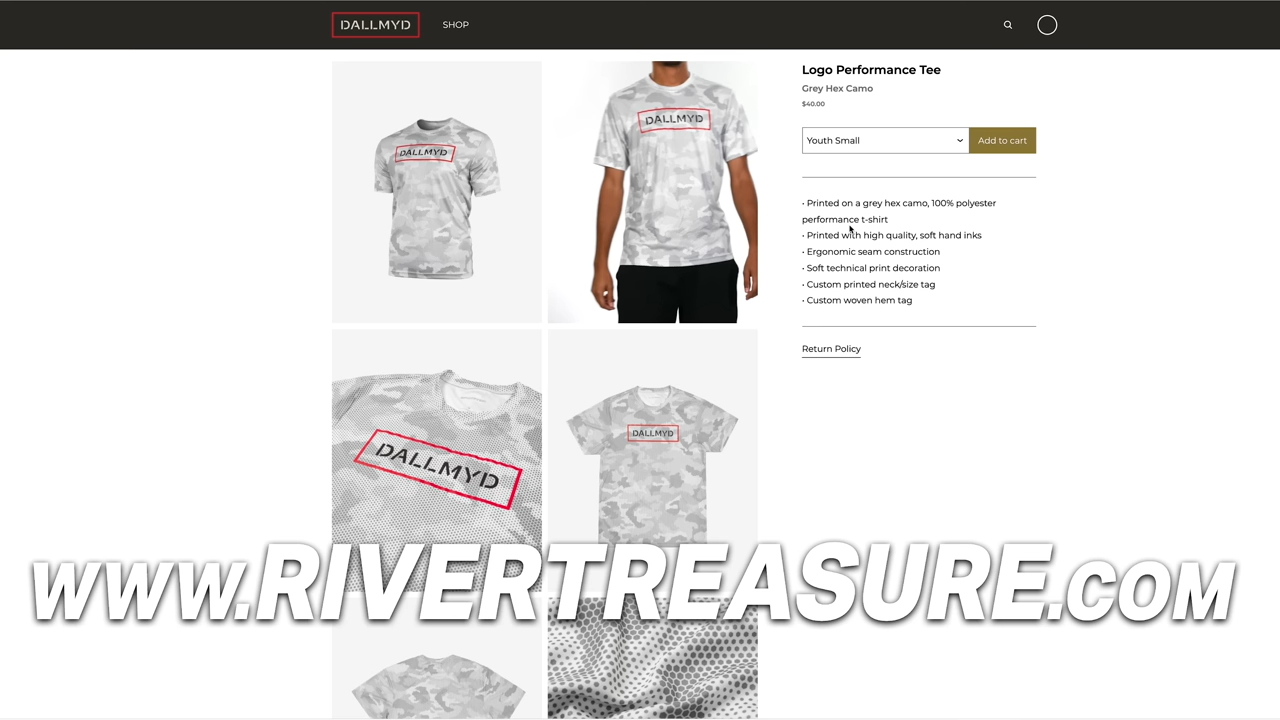 DALLMYD
SHOP
Logo Performance Tee
Grey Hex Camo
$40.00
Youth Small
Add to cart
• Printed on a grey hex camo, 100% polyester
performance t-shirt
• Printed with high quality, soft hand inks
• Ergonomic seam construction
• Soft technical print decoration
• Custom printed neck/size tag
• Custom woven hem tag
Return Policy
DALLMYD
DALLMYD
DALLMYD
DALLMYD
WWW.RIVERTREASURE.COM